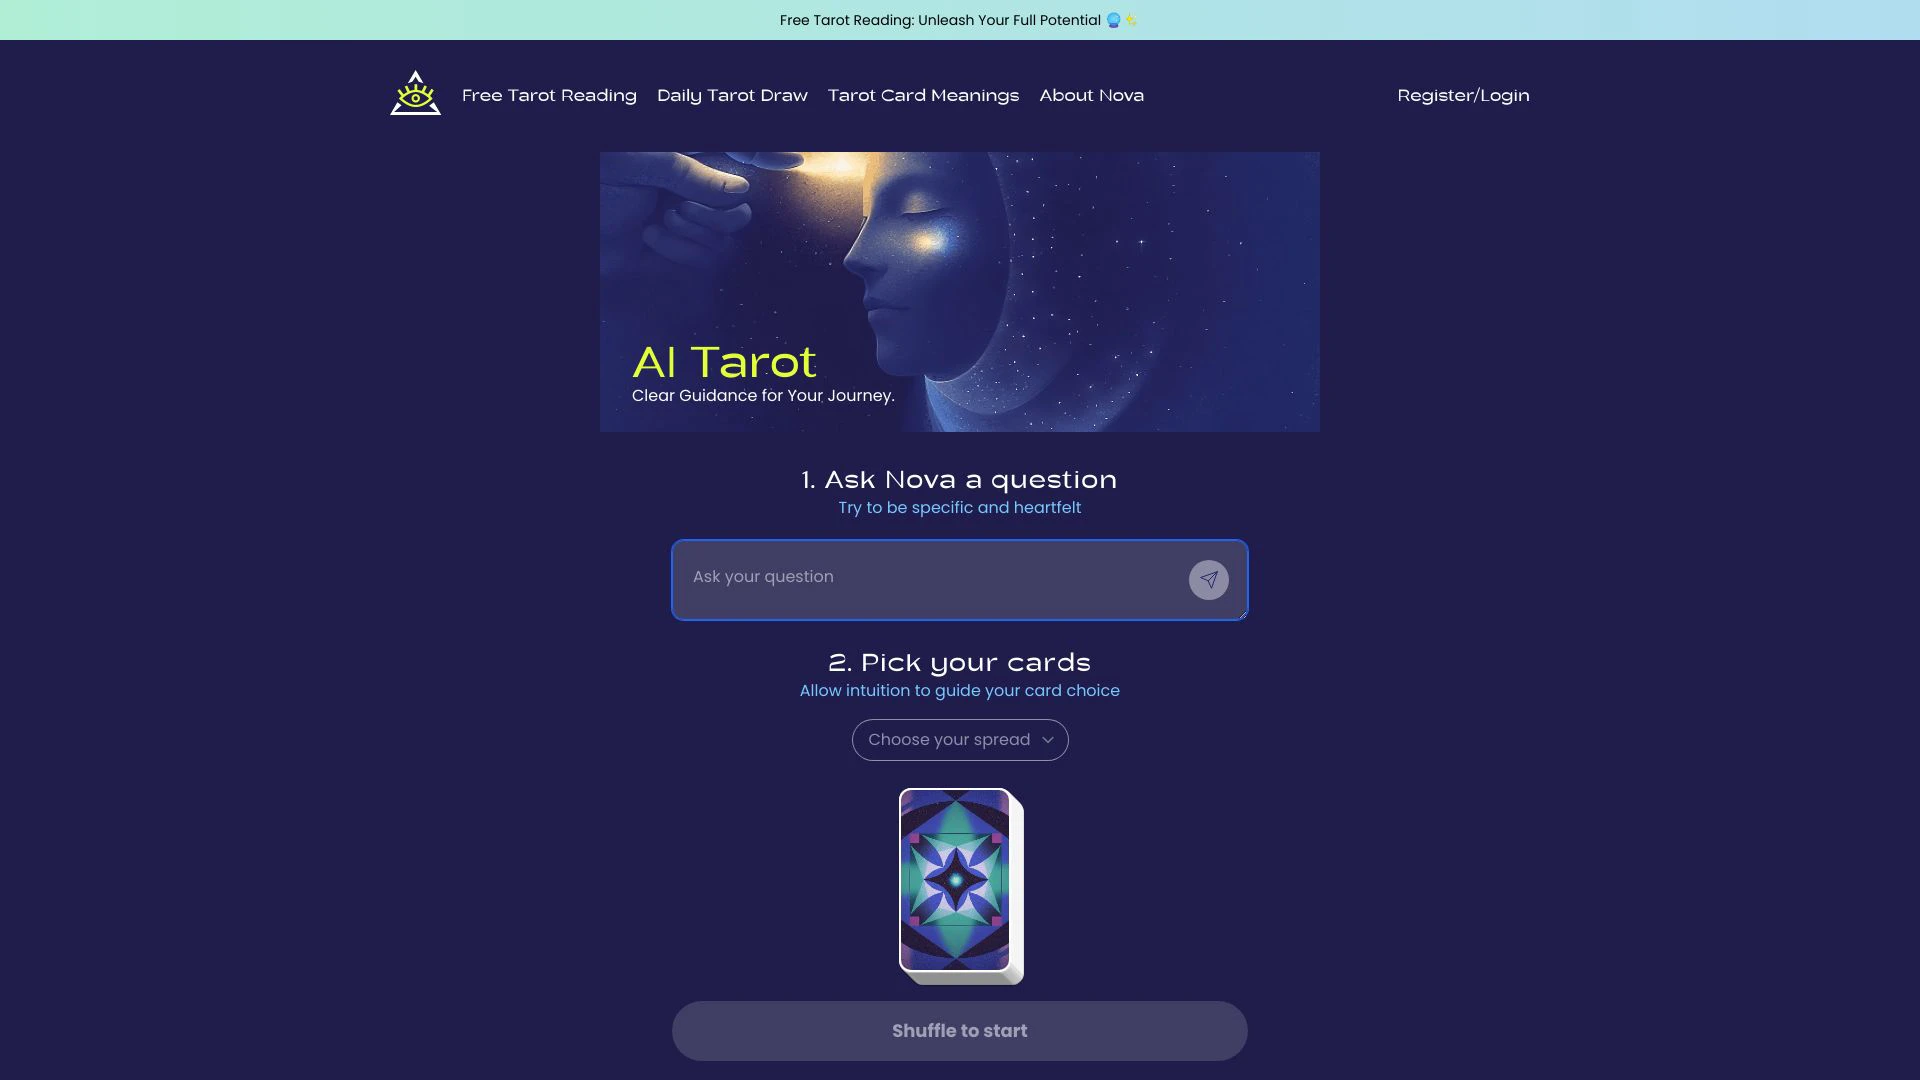 Free Tarot Reading: Unleash Your Full Potential 🔮✨
Free Tarot Reading
Daily Tarot Draw
Tarot Card Meanings
About Nova
Register/Login
AI Tarot
Clear Guidance for Your Journey.
1. Ask Nova a question
Try to be specific and heartfelt
Ask your question
2. Pick your cards
Allow intuition to guide your card choice
Choose your spread
Shuffle to start